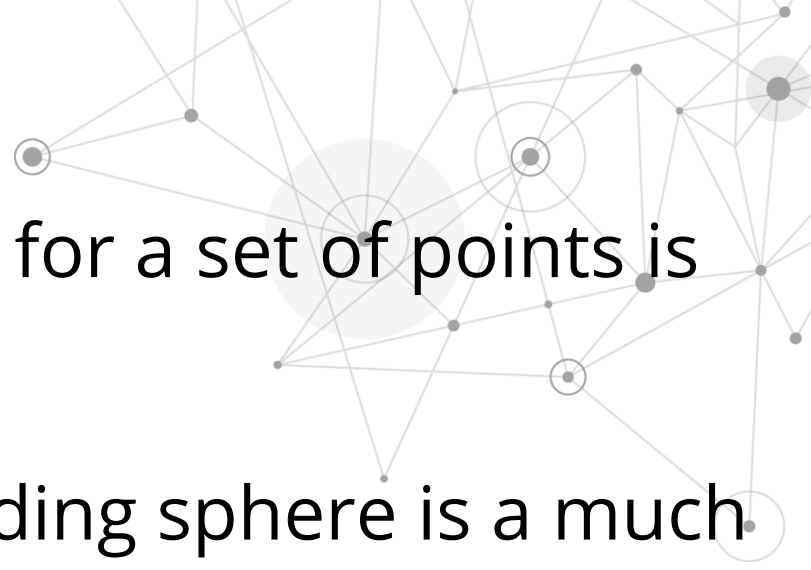 for a set of points is
ding sphere is a much